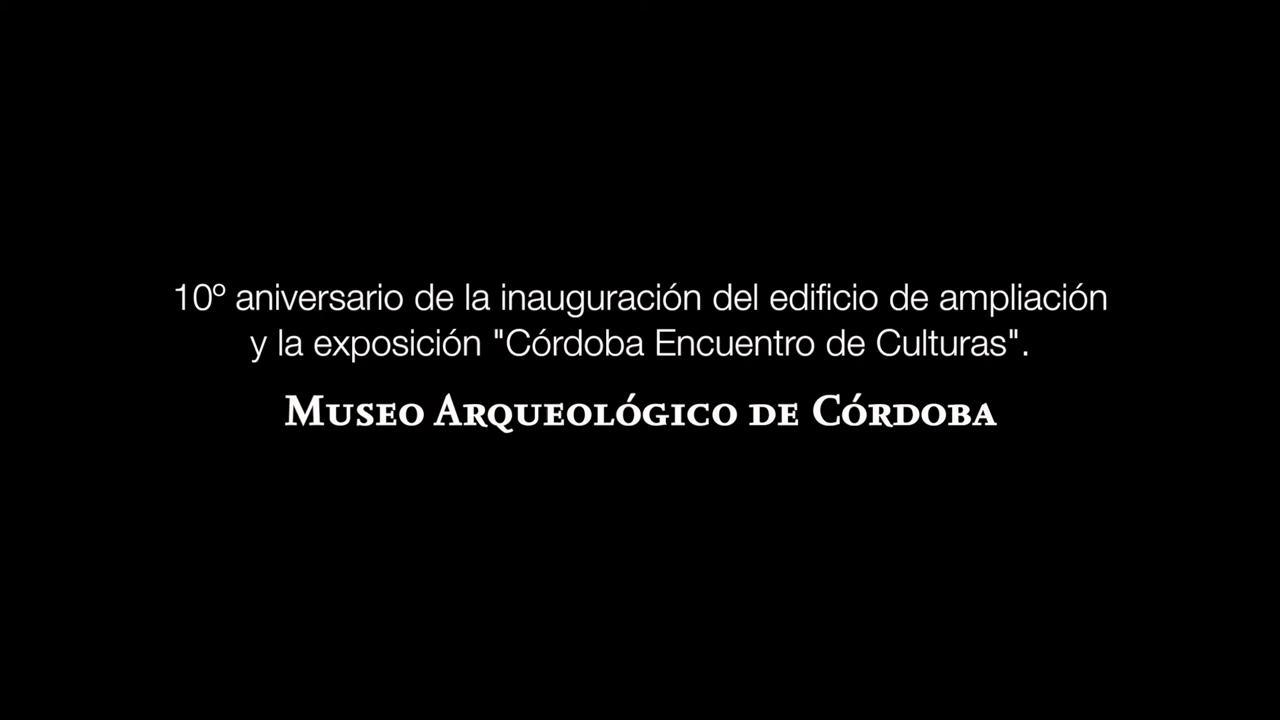 10º aniversario de la inauguración del edificio de ampliación
y la exposición "Córdoba Encuentro de Culturas".
Museo Arqueológico de Córdoba